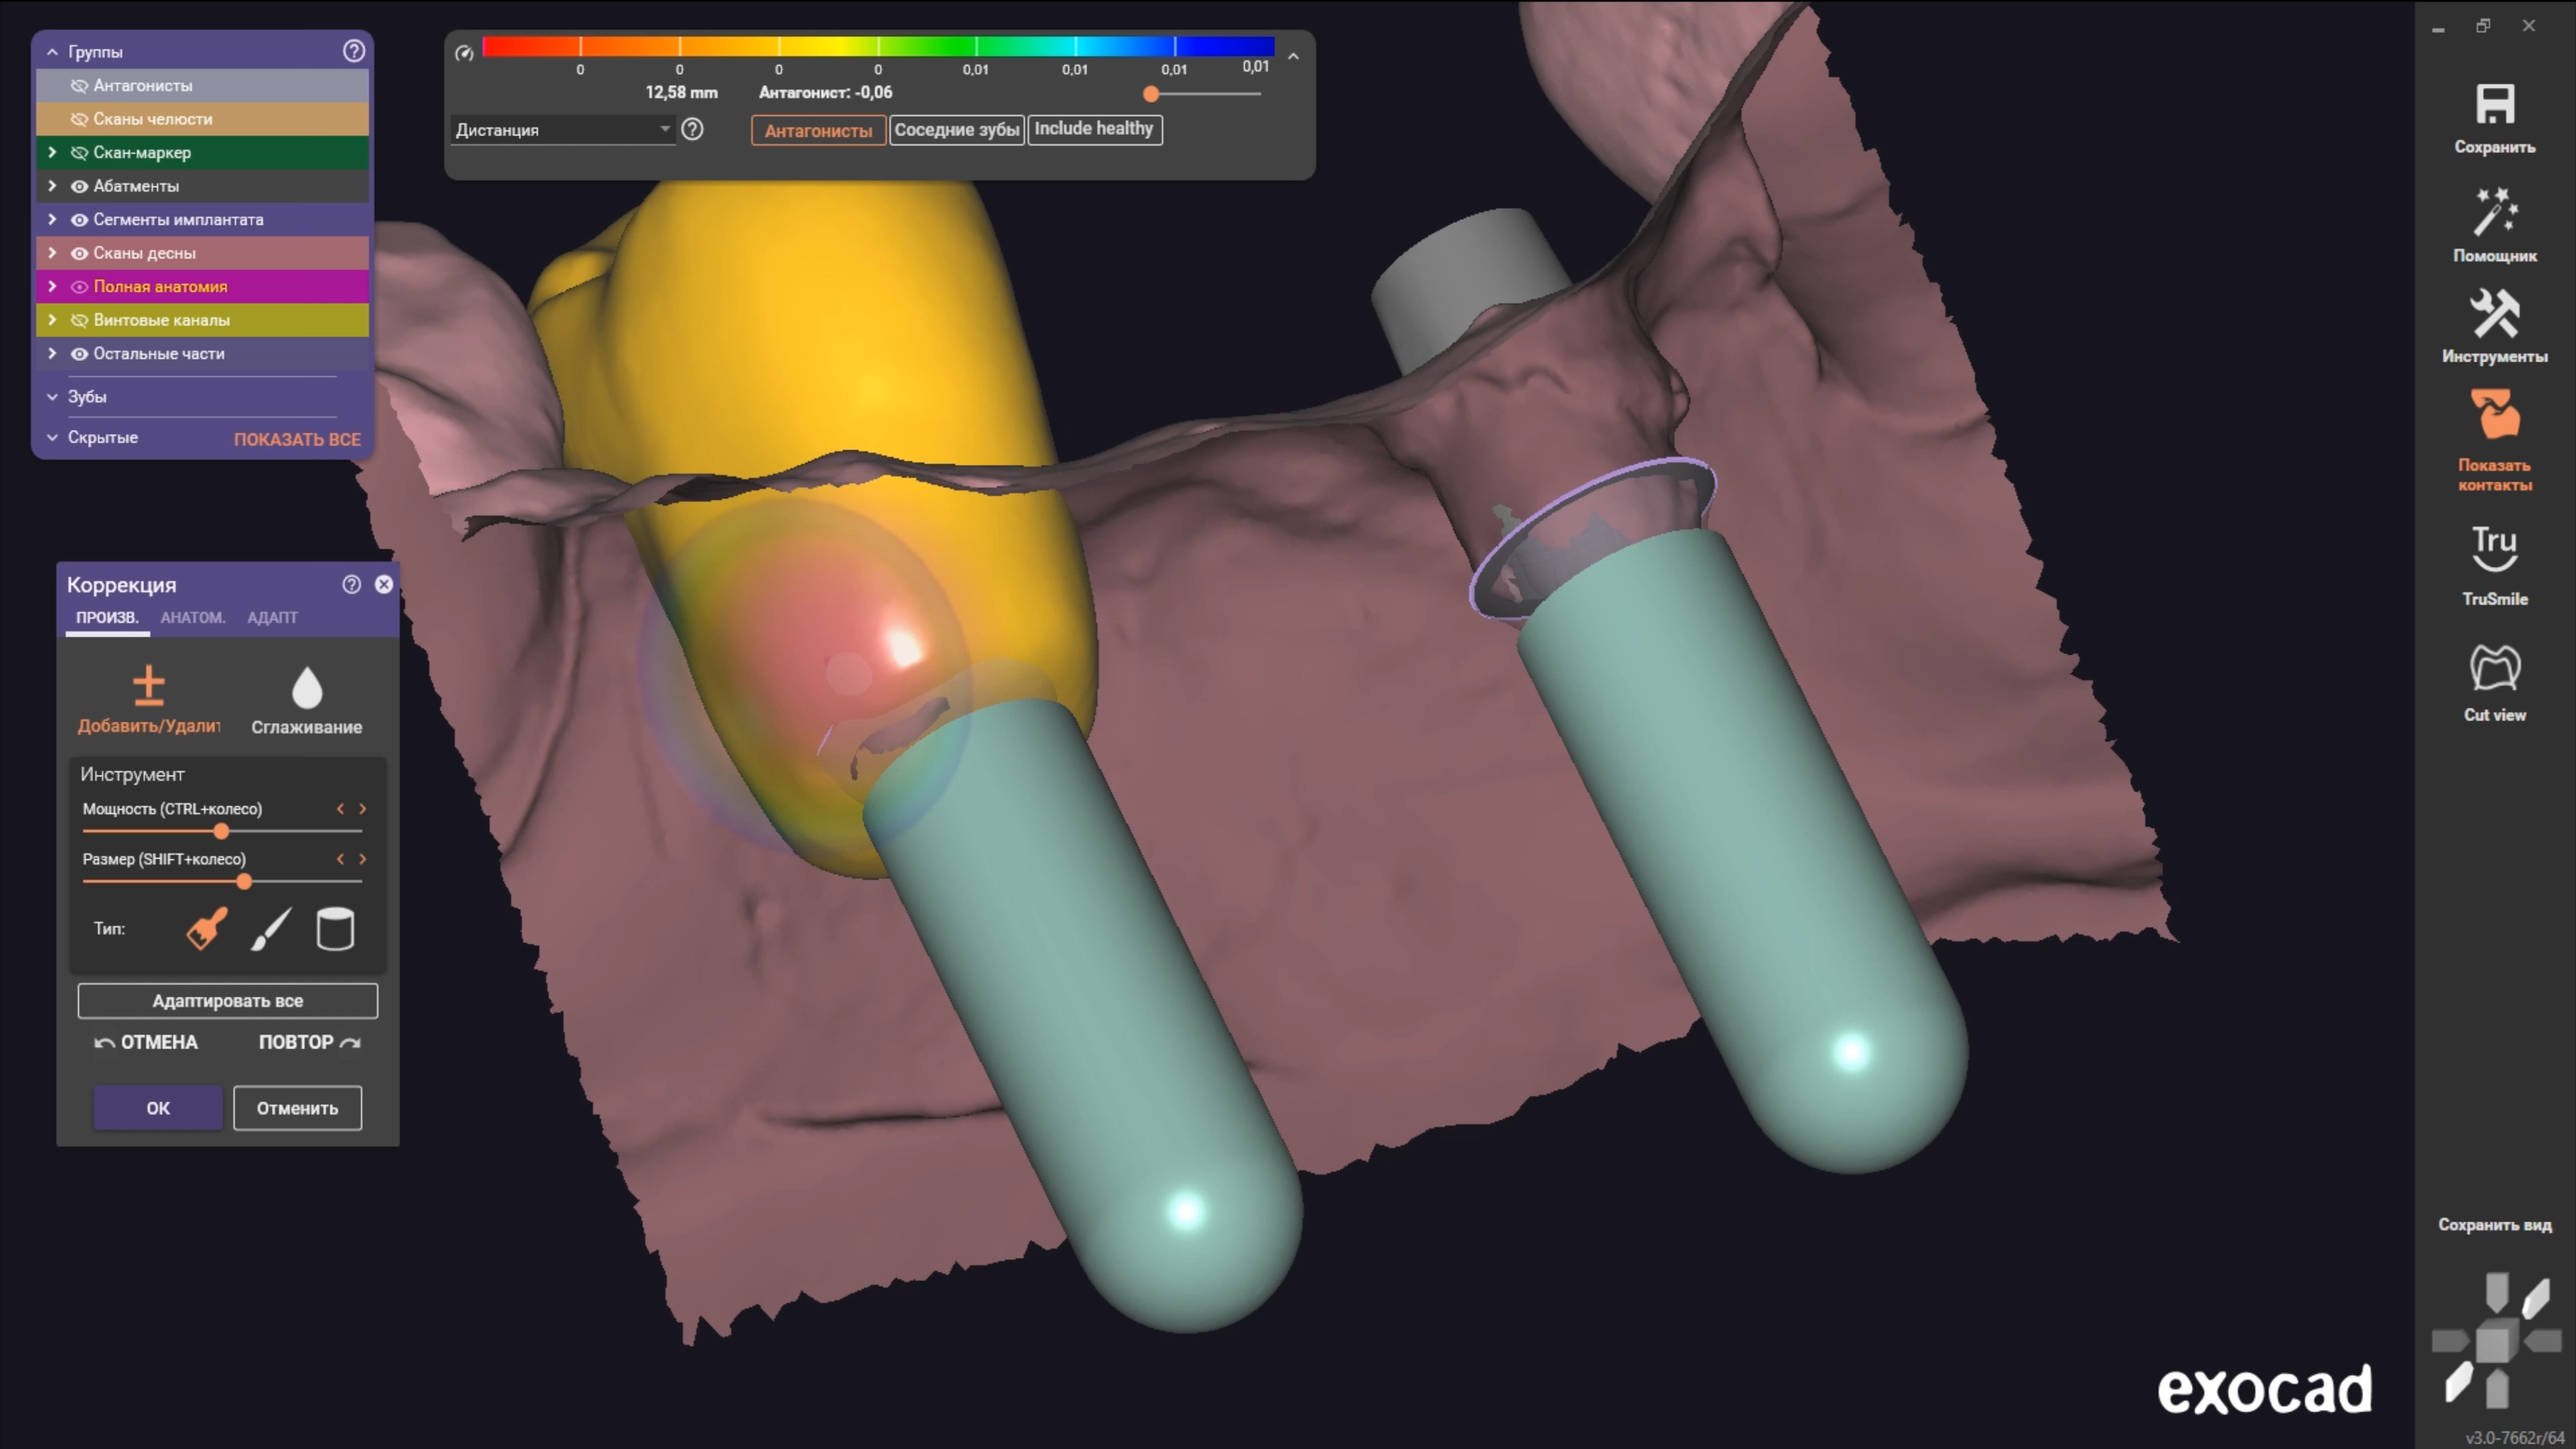 Группы
Антагонисты
Сканы челюсти
Скан-маркер
Абатменты
Сегменты имплантата
Сканы десны
Полная анатомия
Винтовые каналы
Остальные части
Зубы
Скрытые ПОКАЗАТЬ ВСЕ
0 0 0 0 0,01 0,01 0,01 0,01
12,58 mm Антагонист: -0,06
Дистанция Антагонисты Соседние зубы Include healthy
Коррекция
ПРОИЗВ. АНАТОМ. АДАПТ
Добавить/Удалит Сглаживание
Инструмент
Мощность (CTRL+колесо)
Размер (SHIFT+колесо)
Тип:
Адаптировать все
ОТМЕНА ПОВТОР
ОК Отменить
Сохранить
Помощник
Инструменты
Показать
контакты
Tru
TruSmile
Cut view
Сохранить вид
exocad
v3.0-7662r/64